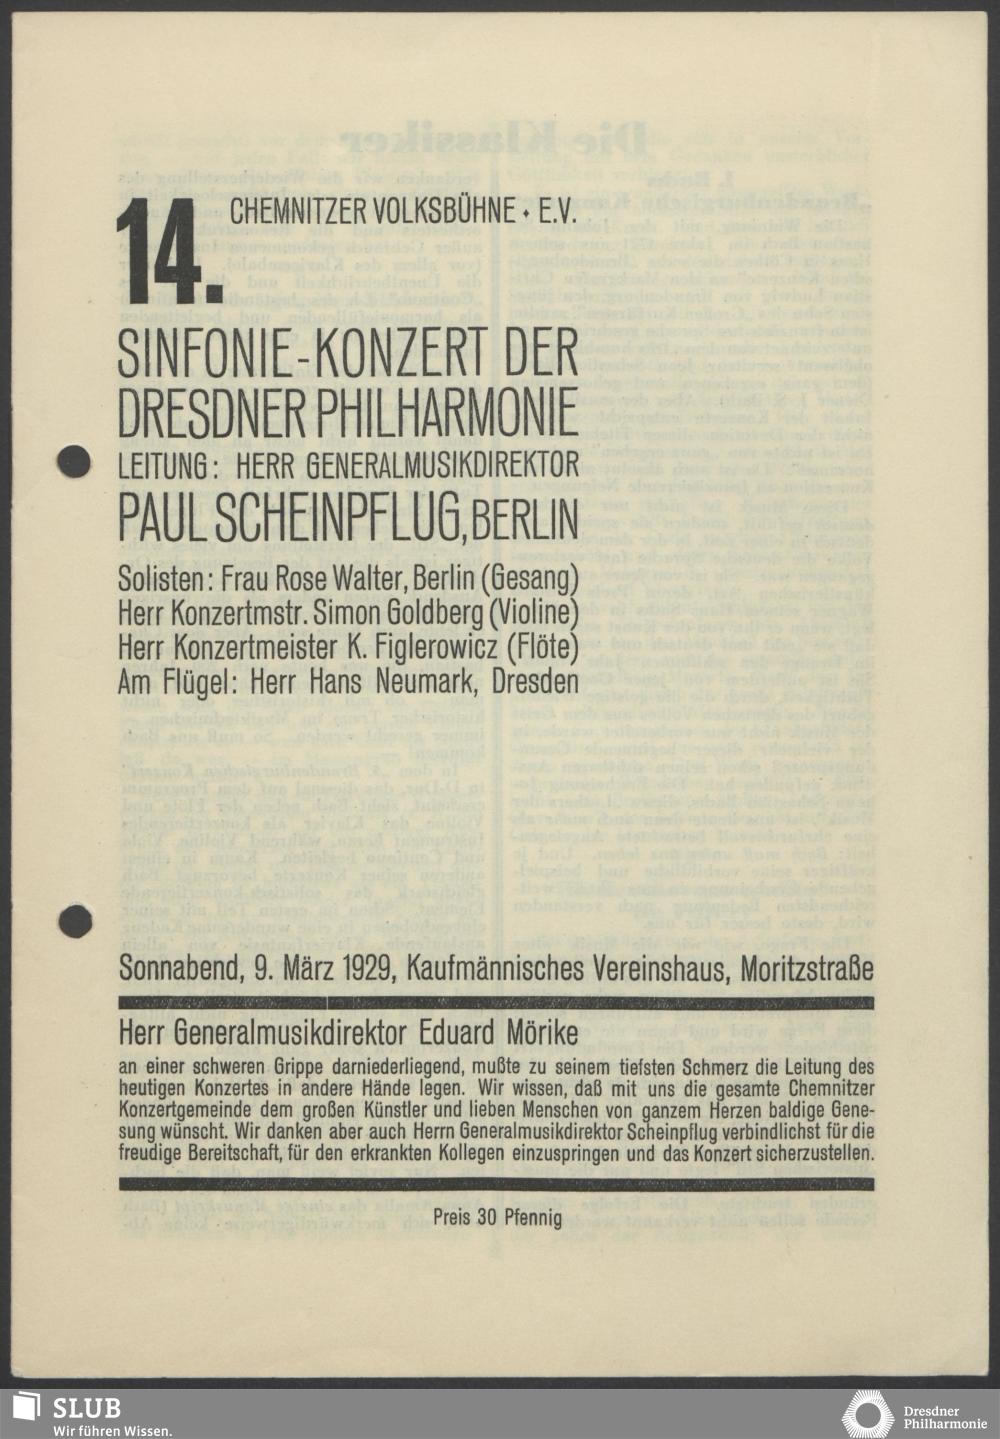 14.
CHEMNITZER VOLKSBÜHNE · E.V.
SINFONIE-KONZERT DER
DRESDNER PHILHARMONIE
LEITUNG: HERR GENERALMUSIKDIREKTOR
PAUL SCHEINPFLUG, BERLIN
Solisten: Frau Rose Walter, Berlin (Gesang)
Herr Konzertmstr. Simon Goldberg (Violine)
Herr Konzertmeister K. Figlerowicz (Flöte)
Am Flügel: Herr Hans Neumark, Dresden
Sonnabend, 9. März 1929, Kaufmännisches Vereinshaus, Moritzstraße
Herr Generalmusikdirektor Eduard Mörike
an einer schweren Grippe darniederliegend, mußte zu seinem tiefsten Schmerz die Leitung des
heutigen Konzertes in andere Hände legen. Wir wissen, daß mit uns die gesamte Chemnitzer
Konzertgemeinde dem großen Künstler und lieben Menschen von ganzem Herzen baldige Gene-
sung wünscht. Wir danken aber auch Herrn Generalmusikdirektor Scheinpflug verbindlichst für die
freudige Bereitschaft, für den erkrankten Kollegen einzuspringen und das Konzert sicherzustellen.
Preis 30 Pfennig
SLUB
Wir führen Wissen.
Dresdner
Philharmonie